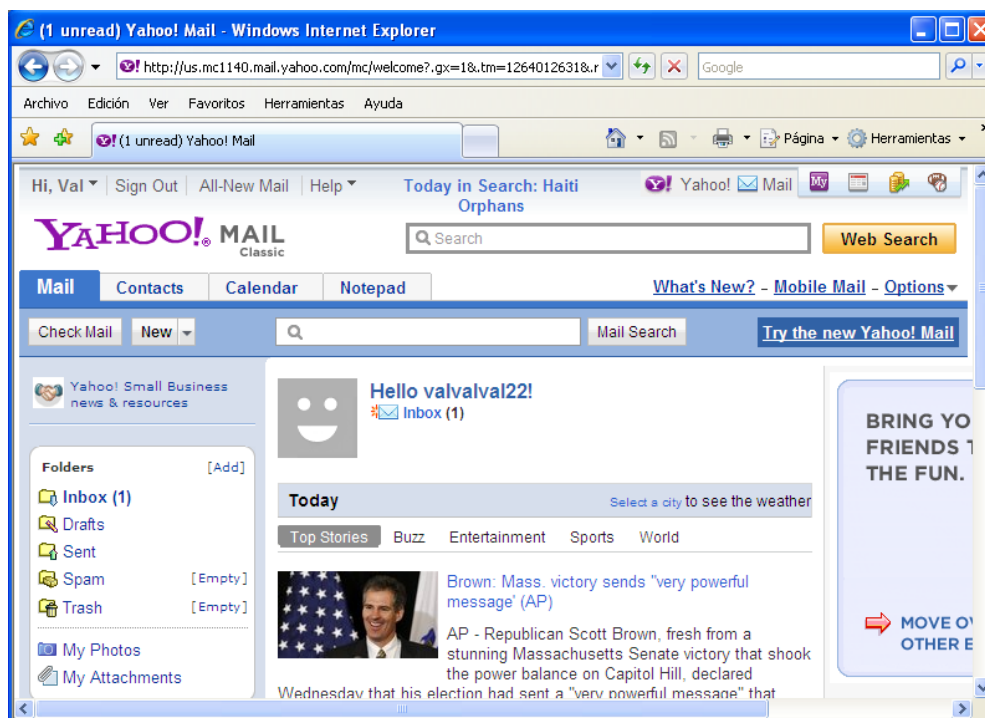 (1 unread) Yahoo! Mail - Windows Internet Explorer
http://us.mc1140.mail.yahoo.com/mc/welcome?.gx=1&.tm=1264012631&.r
Google
Archivo Edición Ver Favoritos Herramientas Ayuda
(1 unread) Yahoo! Mail
Página
Herramientas
Hi, Val Sign Out All-New Mail Help Today in Search: Haiti Yahoo! Mail My
Orphans
YAHOO!® MAIL
Classic
Search
Web Search
Mail Contacts Calendar Notepad What's New? - Mobile Mail - Options
Check Mail New Mail Search Try the new Yahoo! Mail
Yahoo! Small Business
news & resources
Folders [Add]
Inbox (1)
Drafts
Sent
Spam [Empty]
Trash [Empty]
My Photos
My Attachments
Hello valvalval22!
Inbox (1)
Today Select a city to see the weather
Top Stories Buzz Entertainment Sports World
Brown: Mass. victory sends "very powerful
message' (AP)
AP - Republican Scott Brown, fresh from a
stunning Massachusetts Senate victory that shook
the power balance on Capitol Hill, declared
Wednesday that his election had sent a "very powerful message" that
BRING YO
FRIENDS T
THE FUN.
MOVE OV
OTHER E